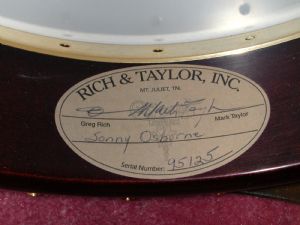 RICH & TAYLOR, INC.
MT. JULIET, TN.
Greg Rich Mark Taylor
Sonny Osborne
Serial Number: 95125